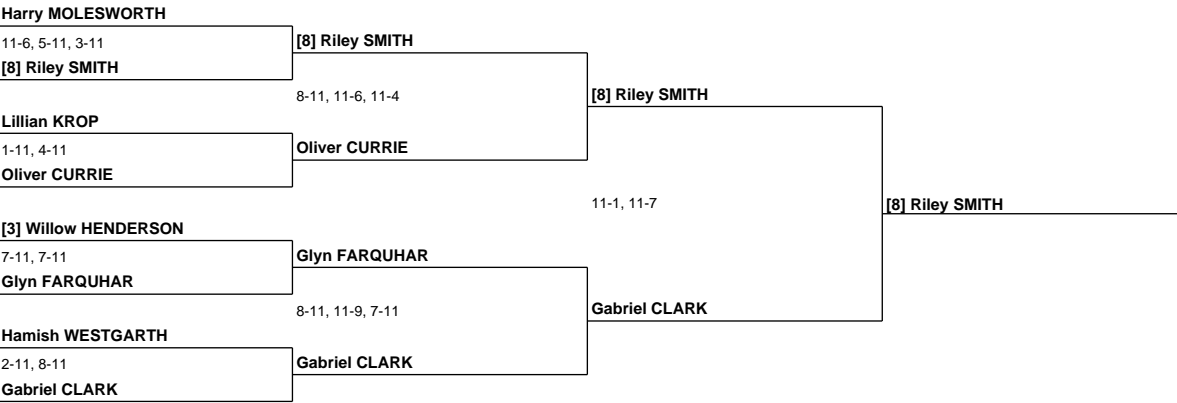 Harry MOLESWORTH
11-6, 5-11, 3-11
[8] Riley SMITH
[8] Riley SMITH
8-11, 11-6, 11-4
[8] Riley SMITH
Lillian KROP
1-11, 4-11
Oliver CURRIE
Oliver CURRIE
11-1, 11-7
[8] Riley SMITH
[3] Willow HENDERSON
7-11, 7-11
Glyn FARQUHAR
Glyn FARQUHAR
8-11, 11-9, 7-11
Gabriel CLARK
Hamish WESTGARTH
2-11, 8-11
Gabriel CLARK
Gabriel CLARK